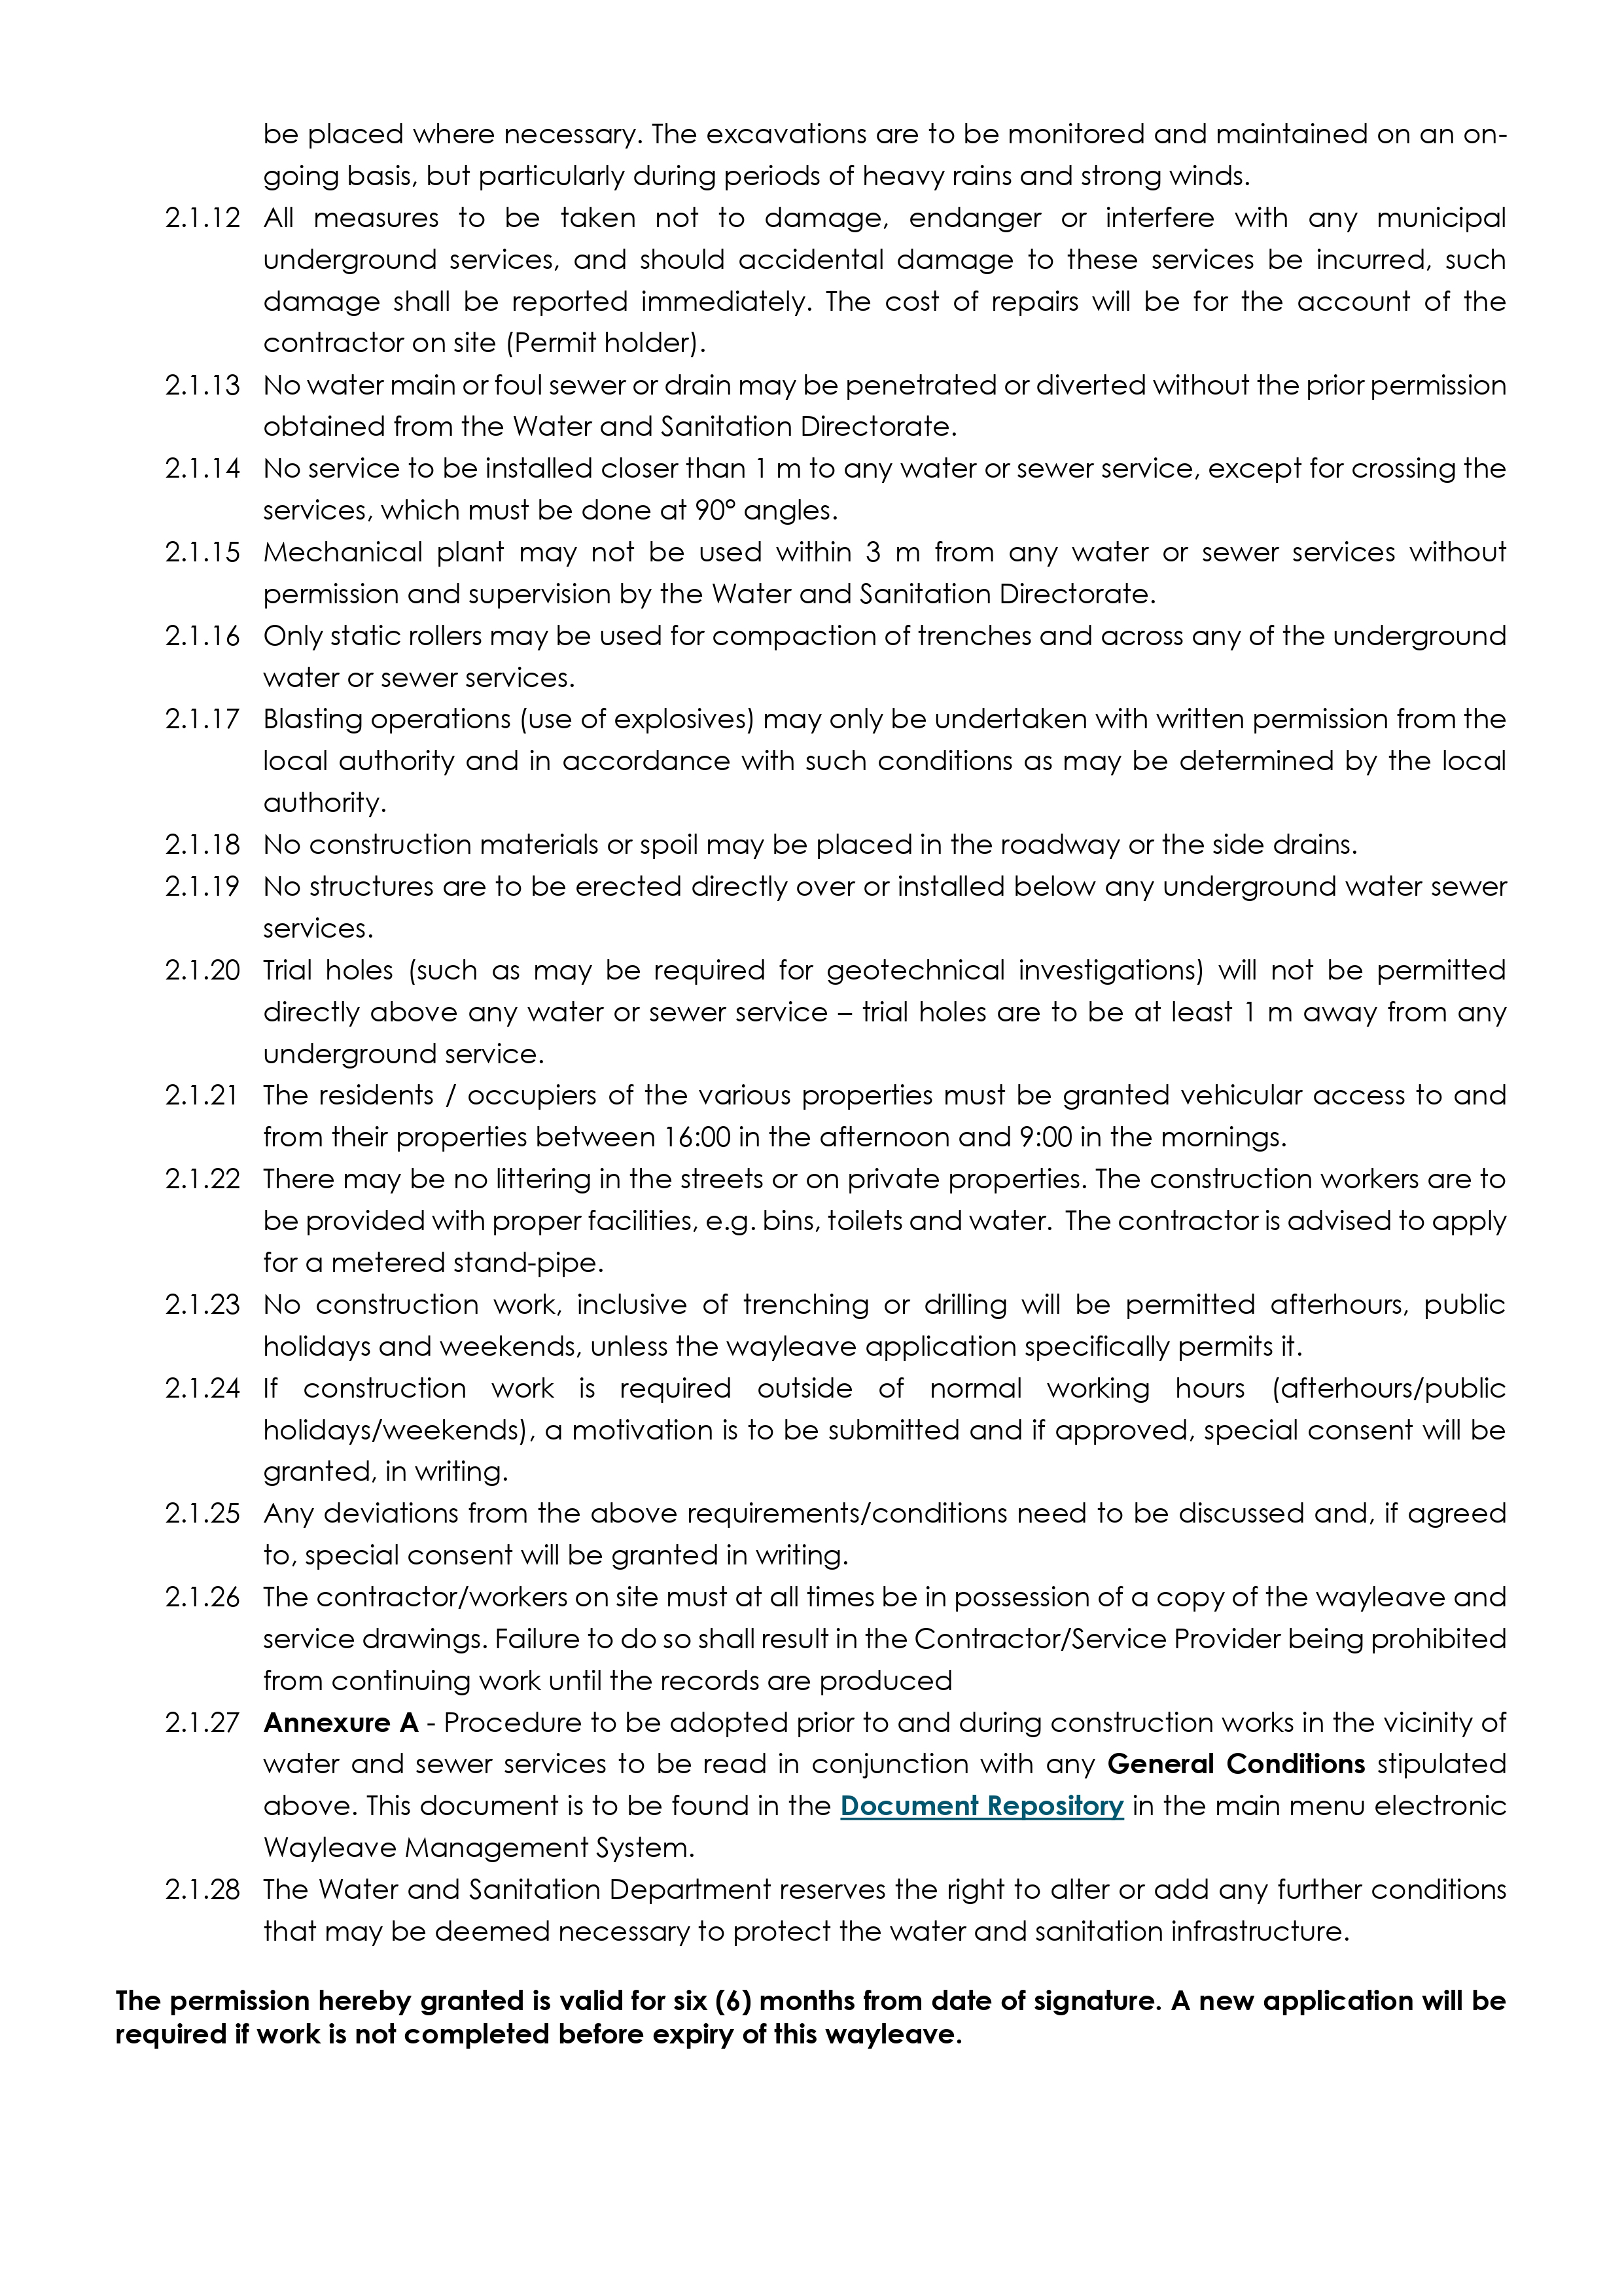 be placed where necessary. The excavations are to be monitored and maintained on an on-
going basis, but particularly during periods of heavy rains and strong winds.
2.1.12 All measures to be taken not to damage, endanger or interfere with any municipal
underground services, and should accidental damage to these services be incurred, such
damage shall be reported immediately. The cost of repairs will be for the account of the
contractor on site (Permit holder).
2.1.13 No water main or foul sewer or drain may be penetrated or diverted without the prior permission
obtained from the Water and Sanitation Directorate.
2.1.14 No service to be installed closer than 1 m to any water or sewer service, except for crossing the
services, which must be done at 90° angles.
2.1.15 Mechanical plant may not be used within 3 m from any water or sewer services without
permission and supervision by the Water and Sanitation Directorate.
2.1.16 Only static rollers may be used for compaction of trenches and across any of the underground
water or sewer services.
2.1.17 Blasting operations (use of explosives) may only be undertaken with written permission from the
local authority and in accordance with such conditions as may be determined by the local
authority.
2.1.18 No construction materials or spoil may be placed in the roadway or the side drains.
2.1.19 No structures are to be erected directly over or installed below any underground water sewer
services.
2.1.20 Trial holes (such as may be required for geotechnical investigations) will not be permitted
directly above any water or sewer service – trial holes are to be at least 1 m away from any
underground service.
2.1.21 The residents / occupiers of the various properties must be granted vehicular access to and
from their properties between 16:00 in the afternoon and 9:00 in the mornings.
2.1.22 There may be no littering in the streets or on private properties. The construction workers are to
be provided with proper facilities, e.g. bins, toilets and water. The contractor is advised to apply
for a metered stand-pipe.
2.1.23 No construction work, inclusive of trenching or drilling will be permitted afterhours, public
holidays and weekends, unless the wayleave application specifically permits it.
2.1.24 If construction work is required outside of normal working hours (afterhours/public
holidays/weekends), a motivation is to be submitted and if approved, special consent will be
granted, in writing.
2.1.25 Any deviations from the above requirements/conditions need to be discussed and, if agreed
to, special consent will be granted in writing.
2.1.26 The contractor/workers on site must at all times be in possession of a copy of the wayleave and
service drawings. Failure to do so shall result in the Contractor/Service Provider being prohibited
from continuing work until the records are produced
2.1.27 Annexure A - Procedure to be adopted prior to and during construction works in the vicinity of
water and sewer services to be read in conjunction with any General Conditions stipulated
above. This document is to be found in the Document Repository in the main menu electronic
Wayleave Management System.
2.1.28 The Water and Sanitation Department reserves the right to alter or add any further conditions
that may be deemed necessary to protect the water and sanitation infrastructure.
The permission hereby granted is valid for six (6) months from date of signature. A new application will be
required if work is not completed before expiry of this wayleave.